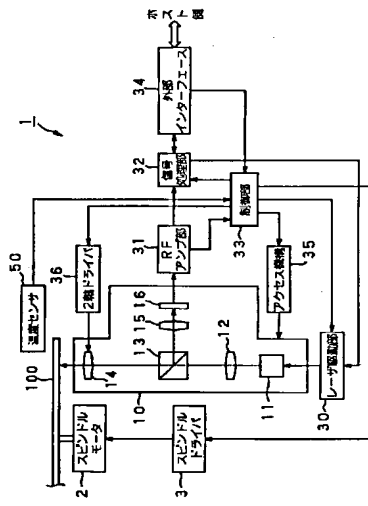 1
ホスト側
34
外部
インターフェース
32
信号
処理部
33
制御部
31
RF
アンプ部
35
アクセス機構
36
2軸ドライバ
50
温度センサ
100
14
13
15
16
12
11
10
30
レーザ駆動部
2
スピンドル
モータ
3
スピンドル
ドライバ